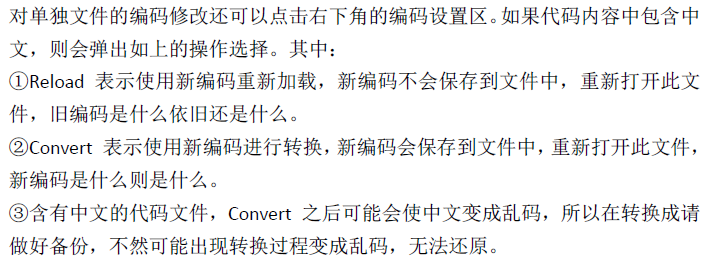 对单独文件的编码修改还可以点击右下角的编码设置区。如果代码内容中包含中
文，则会弹出如上的操作选择。其中：
①Reload 表示使用新编码重新加载，新编码不会保存到文件中，重新打开此文
件，旧编码是什么依旧还是什么。
②Convert 表示使用新编码进行转换，新编码会保存到文件中，重新打开此文件，
新编码是什么则是什么。
③含有中文的代码文件，Convert 之后可能会使中文变成乱码，所以在转换成请
做好备份，不然可能出现转换过程变成乱码，无法还原。